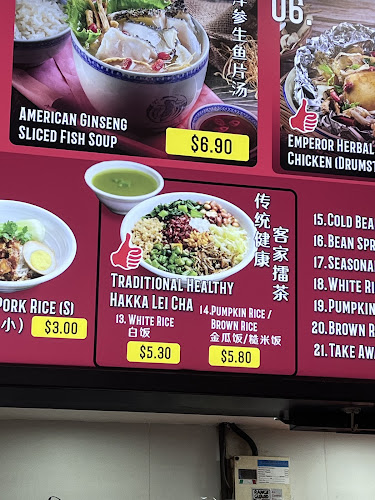 洋参生鱼片汤
06.
AMERICAN GINSENG
SLICED FISH SOUP
$6.90
EMPEROR HERBAL
CHICKEN (DRUMST
PORK RICE (S)
小）
$3.00
传统健康
客家擂茶
TRADITIONAL HEALTHY
HAKKA LEI CHA
13. WHITE RICE
白饭
$5.30
14. PUMPKIN RICE /
BROWN RICE
金瓜饭/糙米饭
$5.80
15. COLD BEA
16. BEAN SPR
17. SEASONA
18. WHITE RI
19. PUMPKIN
20. BROWN R
21. TAKE AWA